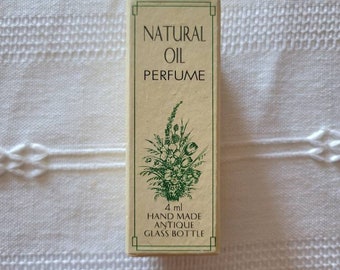 NATURAL
OIL
PERFUME
4 ml
HAND MADE
ANTIQUE
GLASS BOTTLE